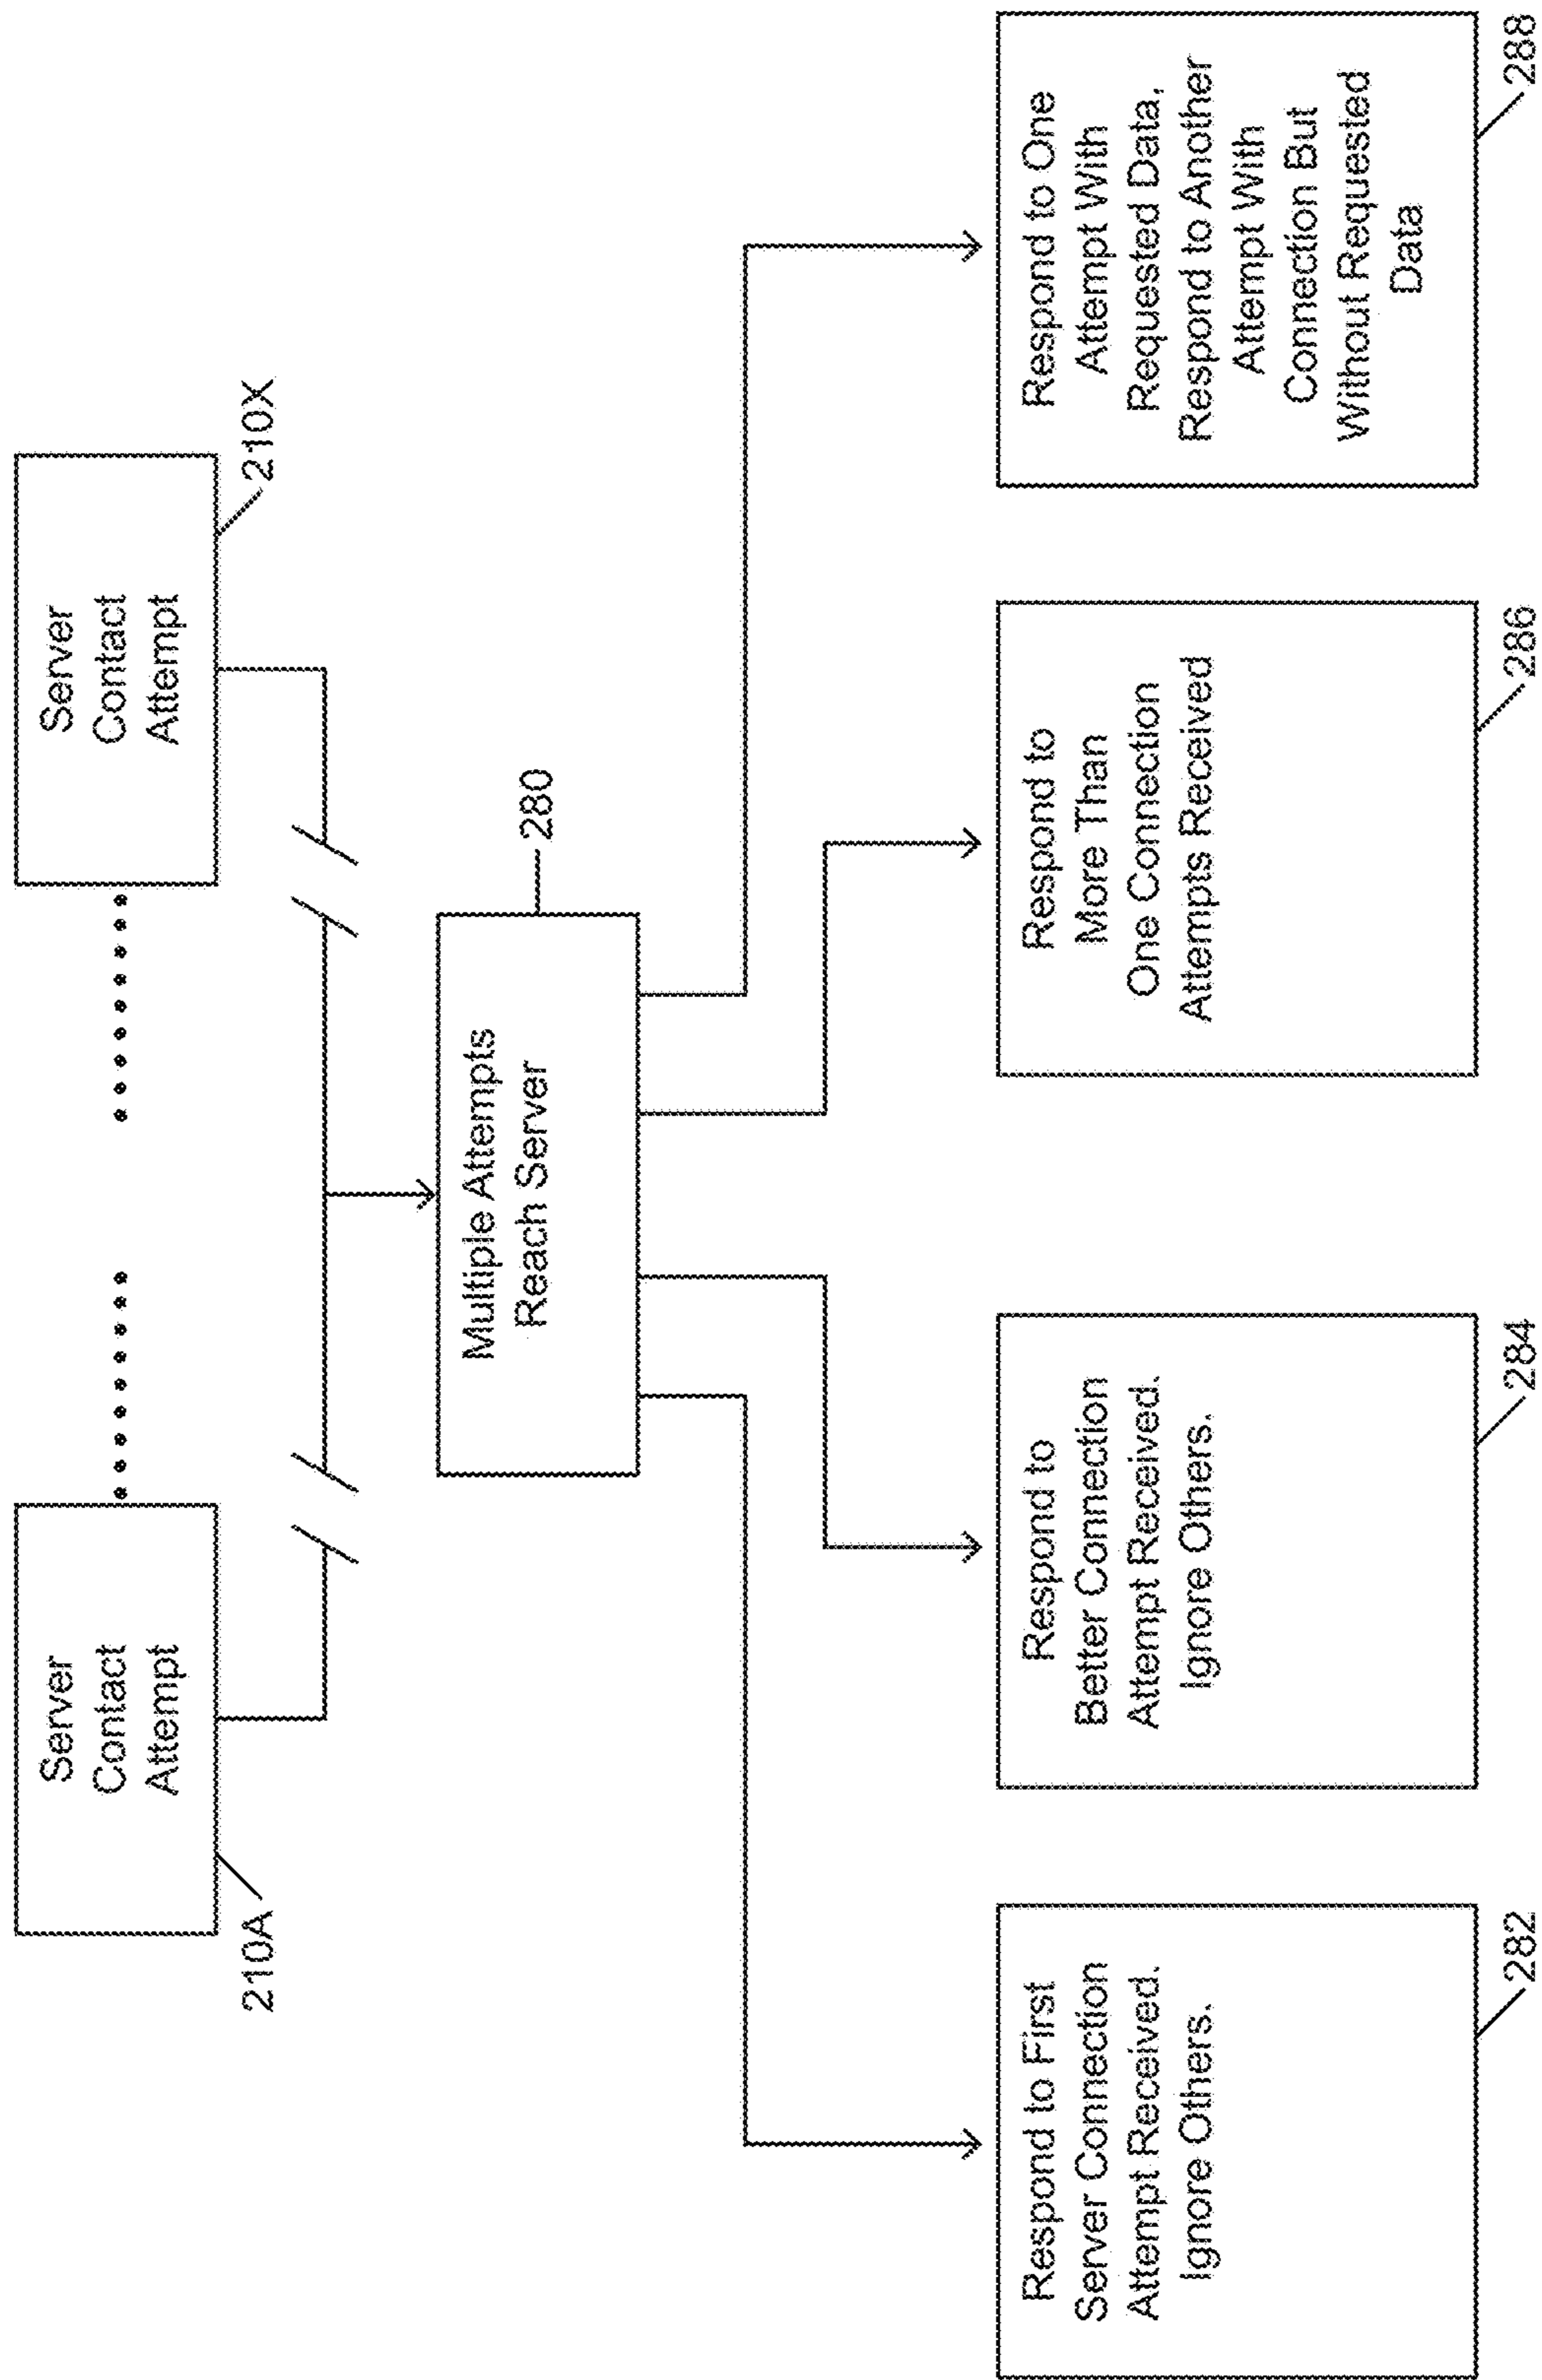 Server
Contact
Attempt
210A
Server
Contact
Attempt
210X
Multiple Attempts
Reach Server
280
Respond to First
Server Connection
Attempt Received.
Ignore Others.
282
Respond to
Better Connection
Attempt Received.
Ignore Others.
284
Respond to
More Than
One Connection
Attempts Received
286
Respond to One
Attempt With
Requested Data,
Respond to Another
Attempt With
Connection But
Without Requested
Data
288